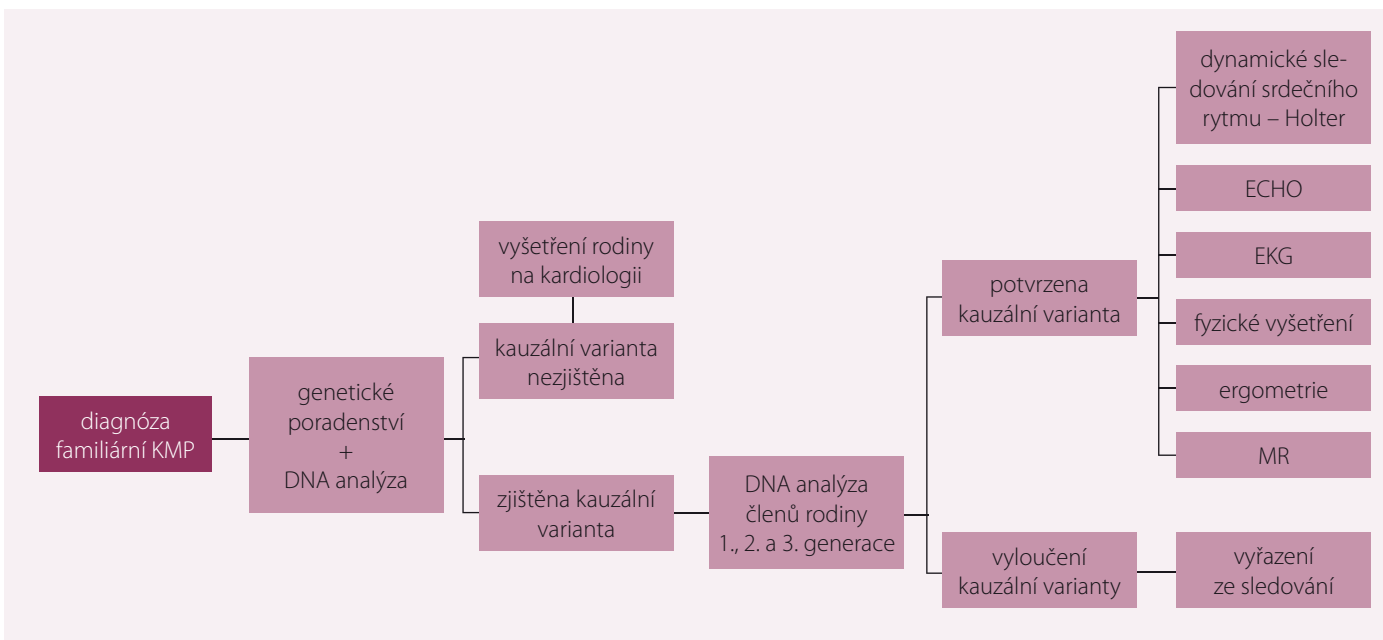 diagnóza
familiární KMP
genetické
poradenství
+
DNA analýza
vyšetření rodiny
na kardiologii
kauzální varianta
nezjištěna
zjištěna kauzální
varianta
DNA analýza
členů rodiny
1., 2. a 3. generace
potvrzena
kauzální varianta
dynamické sle-
dování srdečního
rytmu – Holter
ECHO
EKG
fyzické vyšetření
ergometrie
MR
vyloučení
kauzální varianty
vyřazení
ze sledování